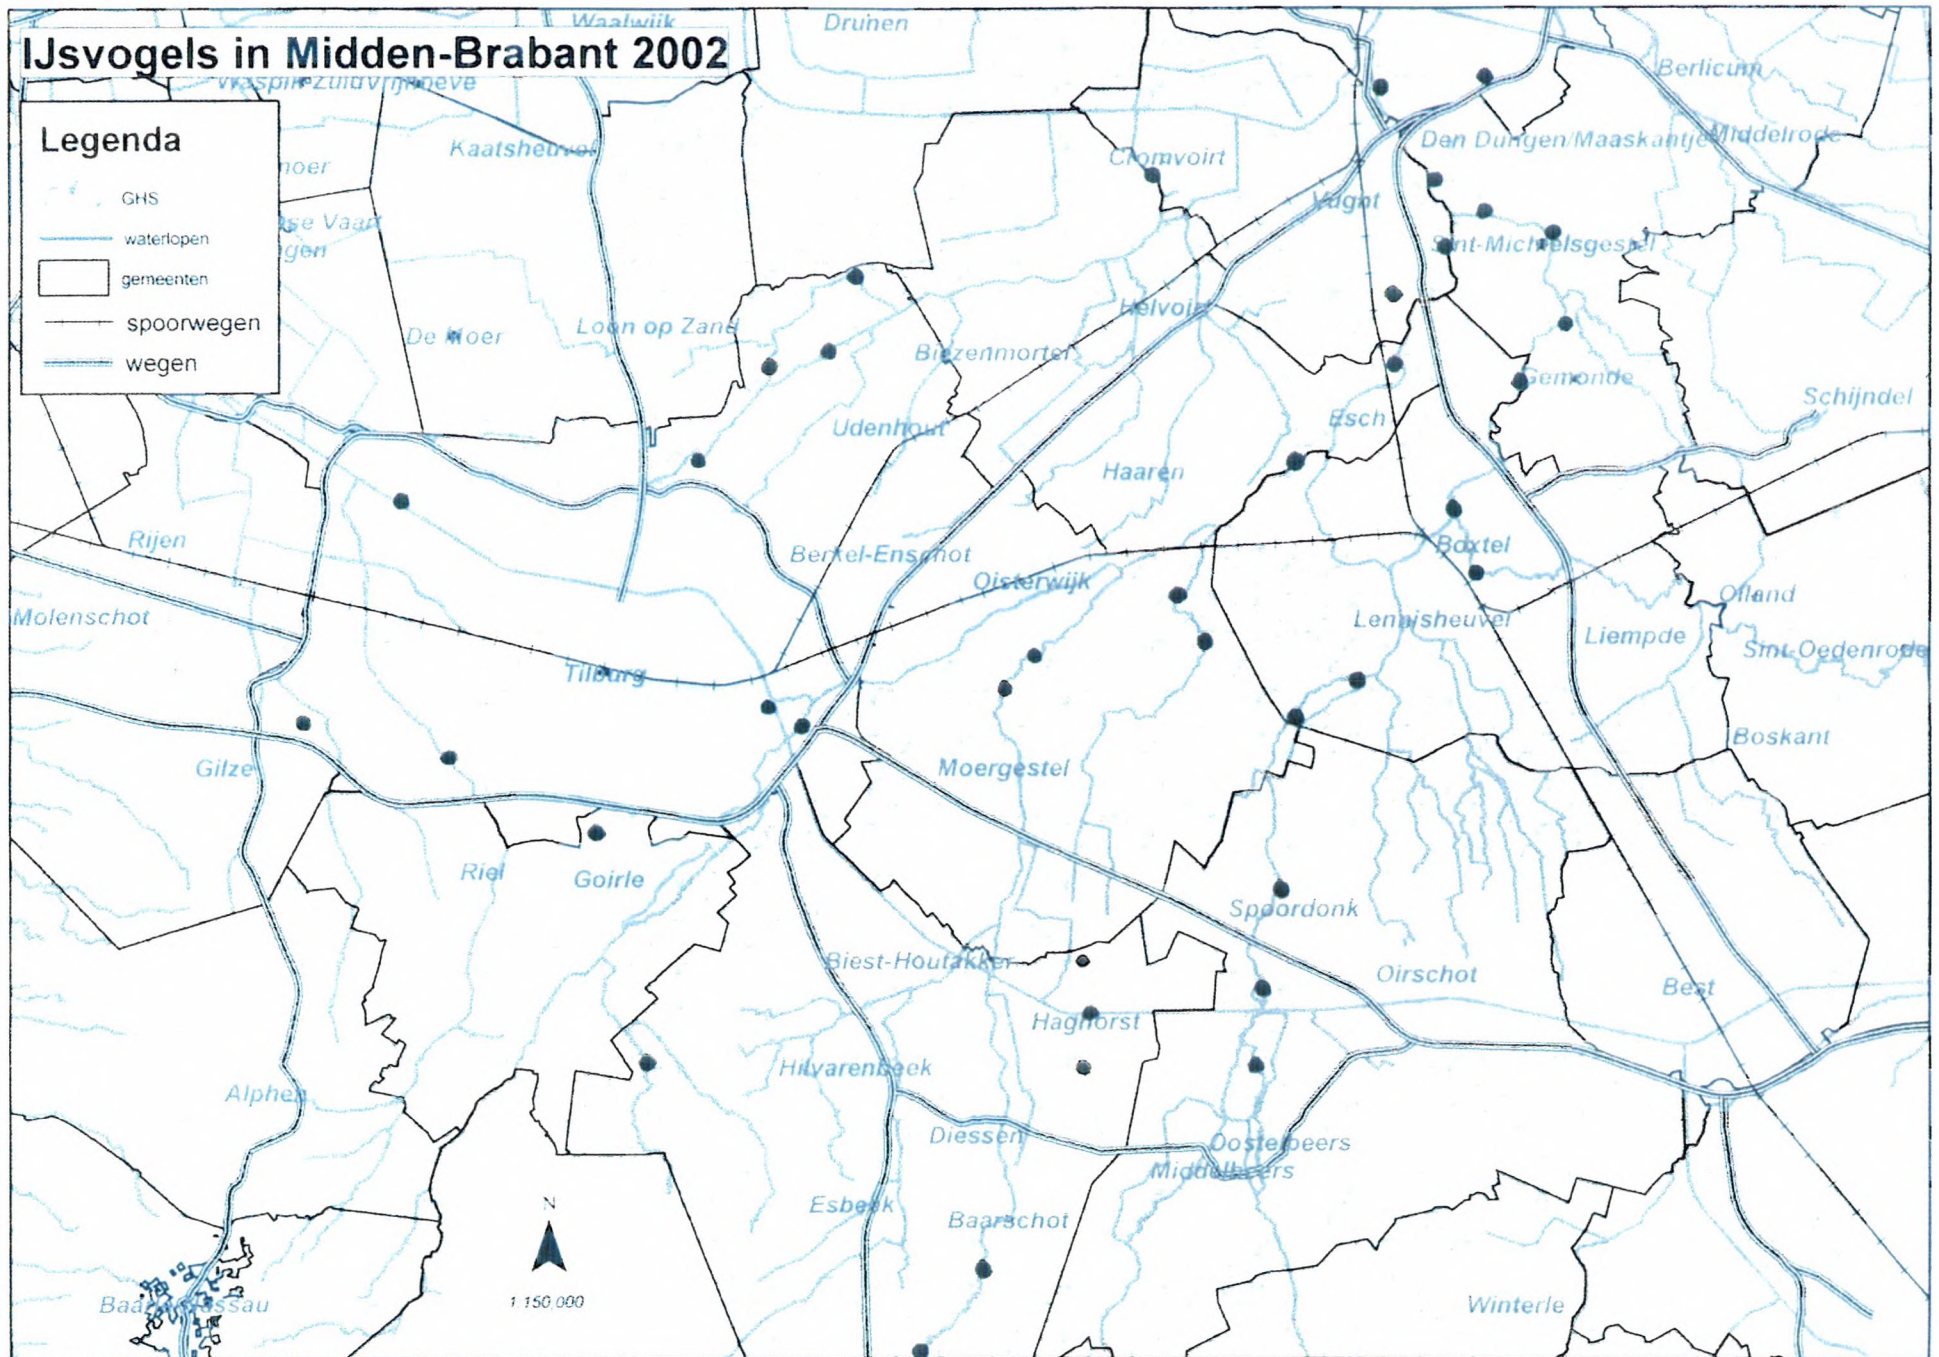 Waalwijk
Drunen
IJsvogels in Midden-Brabant 2002
Berlicum
Legenda
Kaatsheuvel
Den Dungen/Maaskantje
Middelrode
Cromvoirt
GHS
Vught
waterlopen
Sint-Michielsgestel
gemeenten
Helvoirt
spoorwegen
De Moer
Loon op Zand
Biezenmortel
wegen
Gemonde
Schijndel
Esch
Udenhout
Haaren
Rijen
Berkel-Enschot
Boxtel
Oisterwijk
Olland
Molenschot
Lennisheuvel
Liempde
Sint-Oedenrode
Tilburg
Boskant
Gilze
Moergestel
Riel
Goirle
Spoordonk
Biest-Houtakker
Oirschot
Best
Haghorst
Hilvarenbeek
Alphen
Diessen
Oostelbeers
Middelbeers
Esbeek
Baarschot
N
1:150.000
Winterle